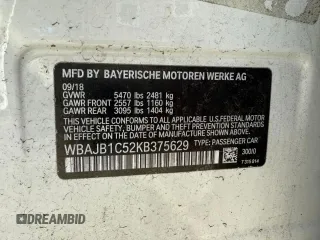 MFD BY BAYERISCHE MOTOREN WERKE AG
09/18
GVWR 5470 lbs 2481 kg
GAWR FRONT 2557 lbs 1160 kg
GAWR REAR 3095 lbs 1404 kg
THIS VEHICLE CONFORMS TO ALL APPLICABLE U.S. FEDERAL MOTOR
VEHICLE SAFETY, BUMPER, AND THEFT PREVENTION STANDARDS
IN EFFECT ON THE DATE OF MANUFACTURE SHOWN ABOVE.
WBAJB1C52KB375629 TYPE: PASSENGER CAR
300/0
DREAMBID